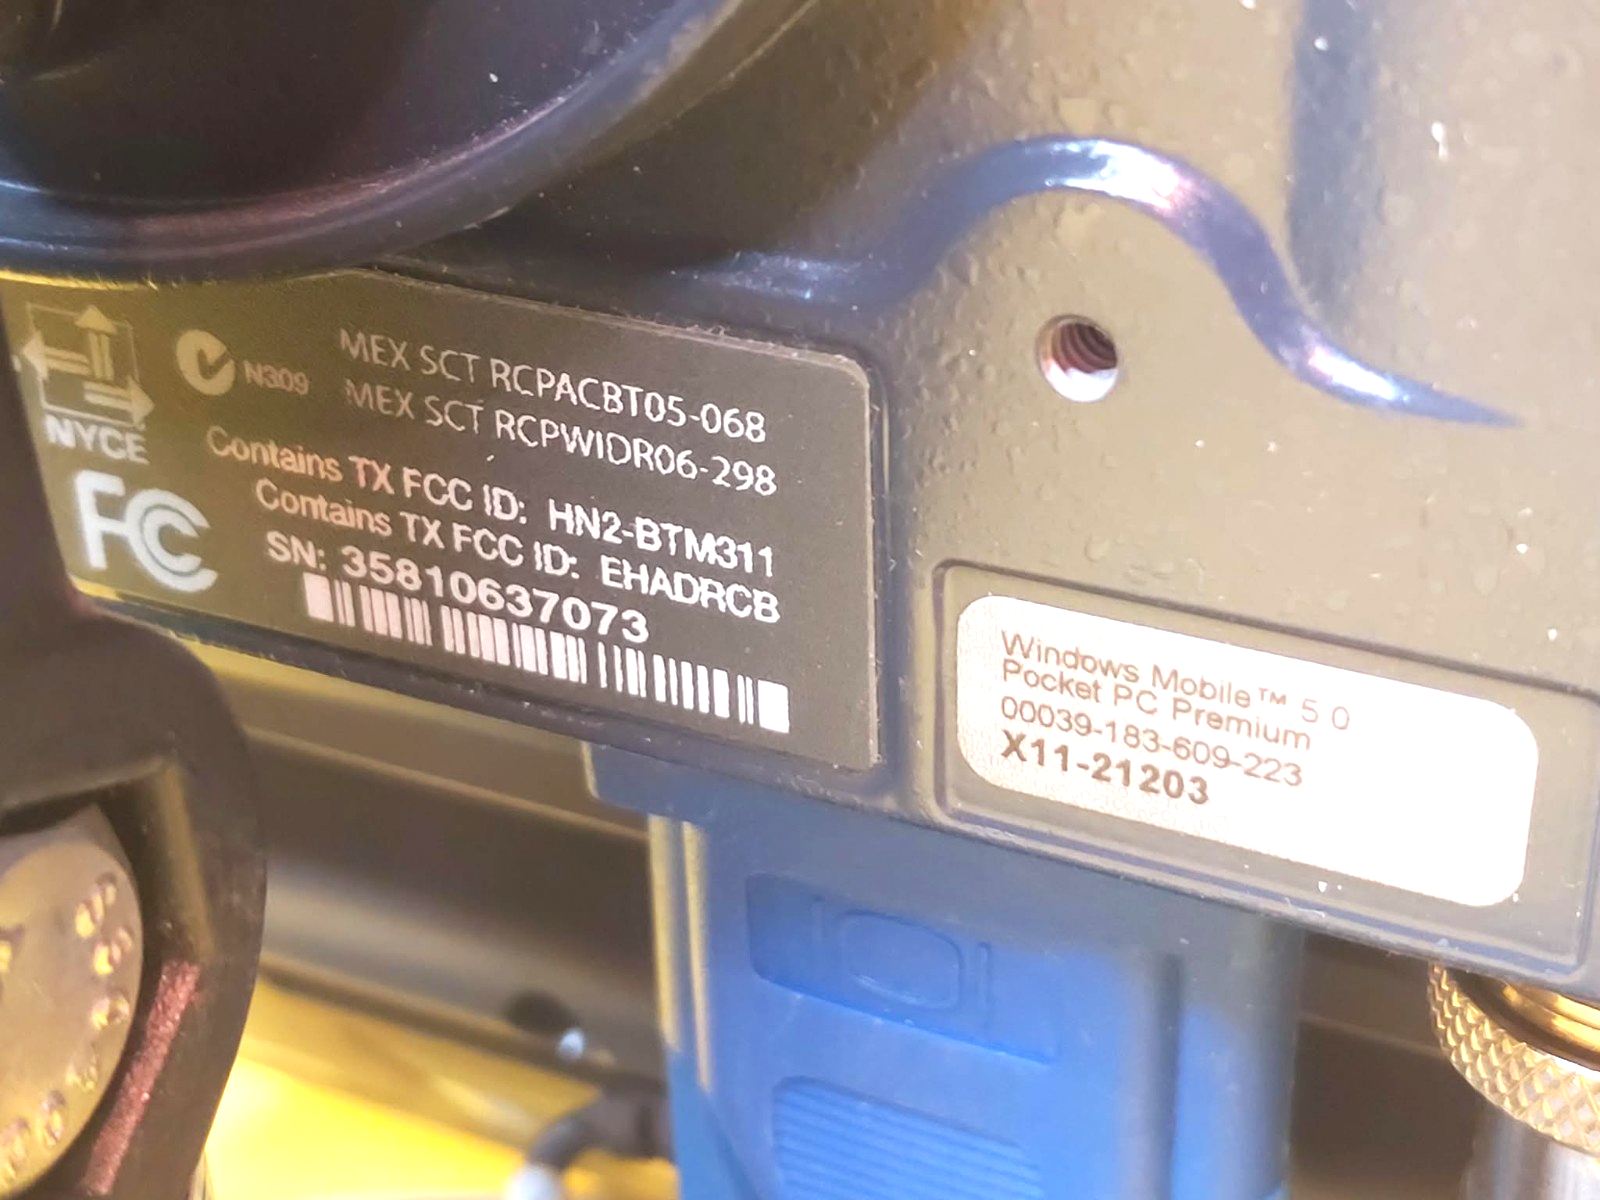 MEX SCT RCPACBT05-068
N309
MEX SCT RCPWIDR06-298
NYCE
Contains TX FCC ID: HN2-BTM311
Contains TX FCC ID: EHADRCB
FC
SN: 35810637073
Windows Mobile™ 5.0
Pocket PC Premium
00039-183-609-223
X11-21203